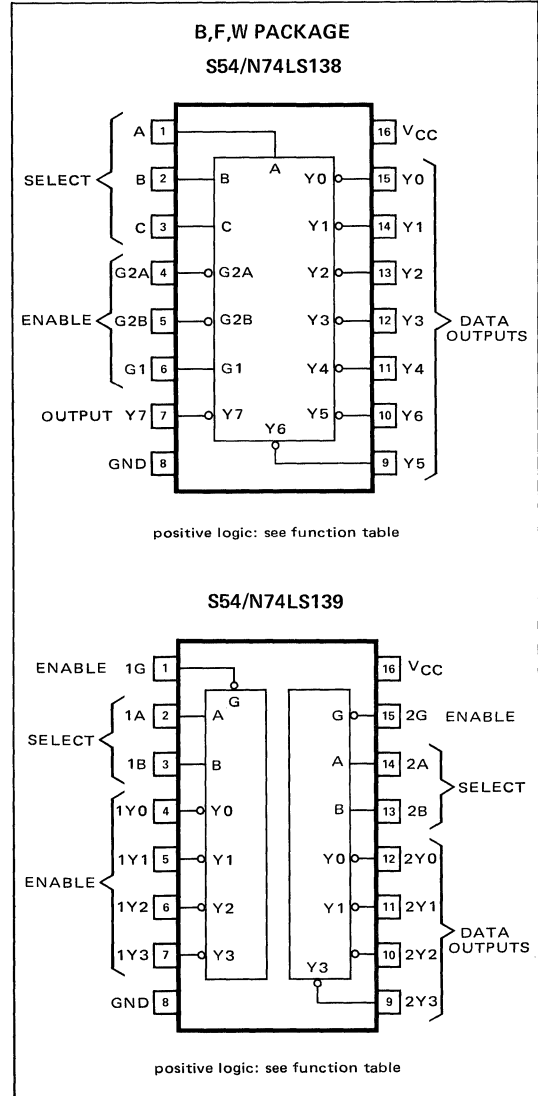 B,F,W PACKAGE
S54/N74LS138
A 1 16 VCC
A
SELECT B 2 B Y0 15 Y0
C 3 C Y1 14 Y1
G2A 4 G2A Y2 13 Y2
ENABLE G2B 5 G2B Y3 12 Y3 DATA OUTPUTS
G1 6 G1 Y4 11 Y4
OUTPUT Y7 7 Y7 Y5 10 Y6
Y6
GND 8 9 Y5
positive logic: see function table
S54/N74LS139
ENABLE 1G 1 16 VCC
G G 15 2G ENABLE
SELECT 1A 2 A A 14 2A SELECT
1B 3 B B 13 2B
1Y0 4 Y0 Y0 12 2Y0
ENABLE 1Y1 5 Y1 Y1 11 2Y1 DATA OUTPUTS
1Y2 6 Y2 10 2Y2
1Y3 7 Y3 Y3
GND 8 9 2Y3
positive logic: see function table